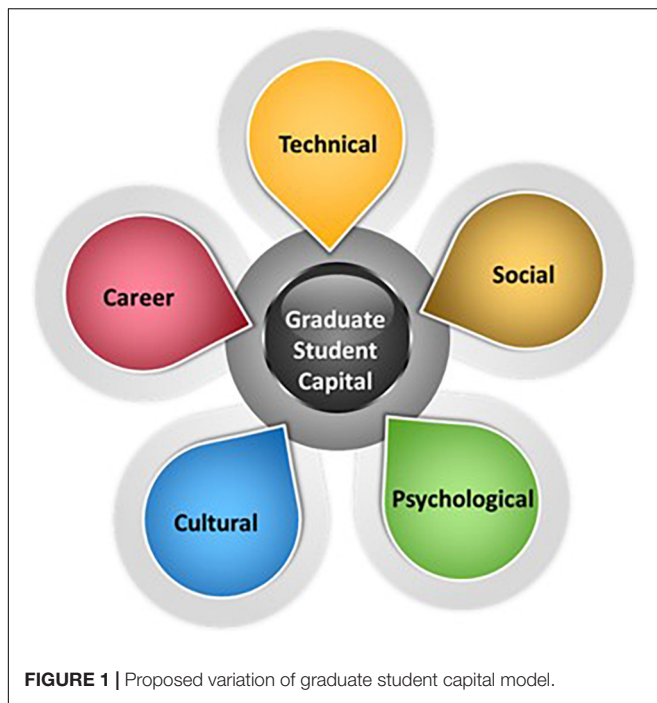 Technical
Social
Career
Graduate
Student
Capital
Cultural
Psychological
FIGURE 1 | Proposed variation of graduate student capital model.